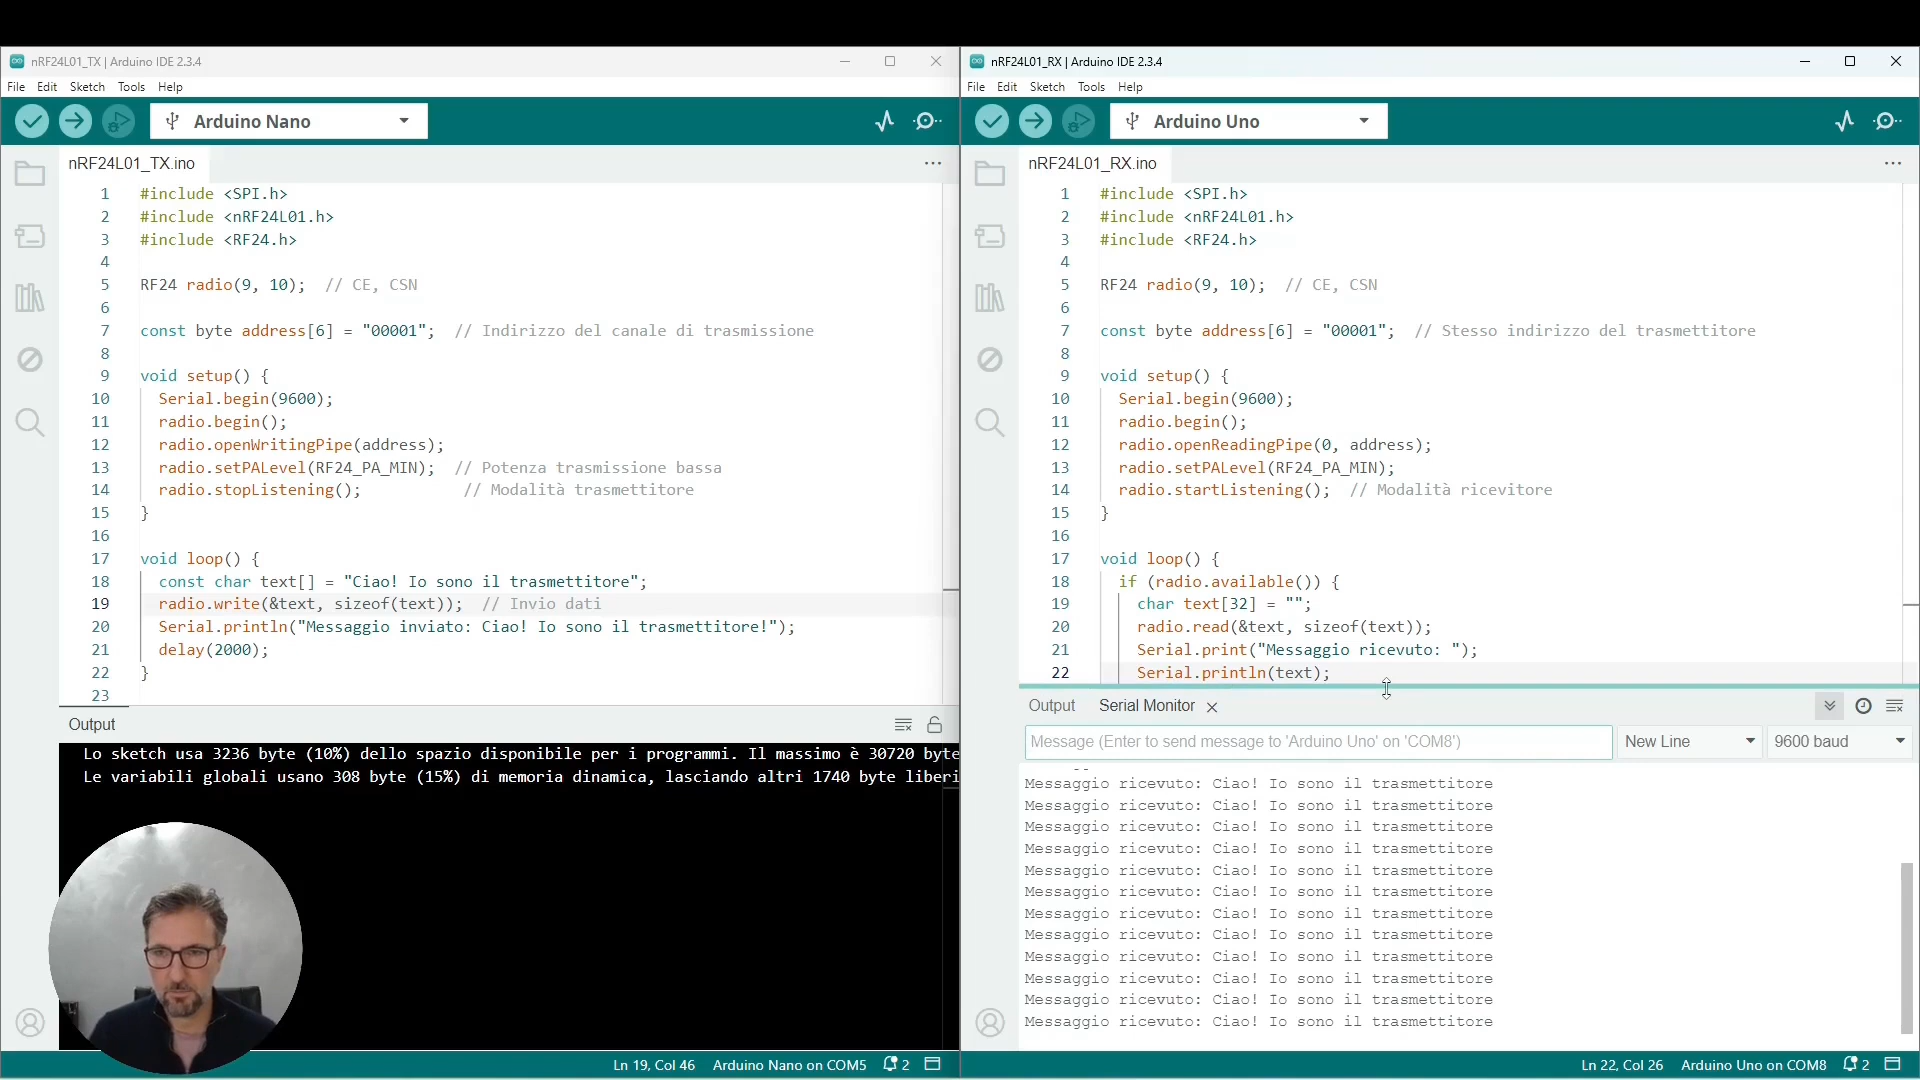 nRF24L01_TX | Arduino IDE 2.3.4
File Edit Sketch Tools Help
Arduino Nano
nRF24L01_TX.ino
1 #include <SPI.h>
2 #include <nRF24L01.h>
3 #include <RF24.h>
4
5 RF24 radio(9, 10);  // CE, CSN
6
7 const byte address[6] = "00001";  // Indirizzo del canale di trasmissione
8
9 void setup() {
10 Serial.begin(9600);
11 radio.begin();
12 radio.openWritingPipe(address);
13 radio.setPALevel(RF24_PA_MIN);  // Potenza trasmissione bassa
14 radio.stopListening();           // Modalità trasmettitore
15 }
16
17 void loop() {
18 const char text[] = "Ciao! Io sono il trasmettitore";
19 radio.write(&text, sizeof(text));  // Invio dati
20 Serial.println("Messaggio inviato: Ciao! Io sono il trasmettitore!");
21 delay(2000);
22 }
23
Output
Lo sketch usa 3236 byte (10%) dello spazio disponibile per i programmi. Il massimo è 30720 byte
Le variabili globali usano 308 byte (15%) di memoria dinamica, lasciando altri 1740 byte liberi
Ln 19, Col 46 Arduino Nano on COM5 2
nRF24L01_RX | Arduino IDE 2.3.4
File Edit Sketch Tools Help
Arduino Uno
nRF24L01_RX.ino
1 #include <SPI.h>
2 #include <nRF24L01.h>
3 #include <RF24.h>
4
5 RF24 radio(9, 10);  // CE, CSN
6
7 const byte address[6] = "00001";  // Stesso indirizzo del trasmettitore
8
9 void setup() {
10 Serial.begin(9600);
11 radio.begin();
12 radio.openReadingPipe(0, address);
13 radio.setPALevel(RF24_PA_MIN);
14 radio.startListening();  // Modalità ricevitore
15 }
16
17 void loop() {
18 if (radio.available()) {
19 char text[32] = "";
20 radio.read(&text, sizeof(text));
21 Serial.print("Messaggio ricevuto: ");
22 Serial.println(text);
Output Serial Monitor
Message (Enter to send message to 'Arduino Uno' on 'COM8') New Line 9600 baud
Messaggio ricevuto: Ciao! Io sono il trasmettitore
Messaggio ricevuto: Ciao! Io sono il trasmettitore
Messaggio ricevuto: Ciao! Io sono il trasmettitore
Messaggio ricevuto: Ciao! Io sono il trasmettitore
Messaggio ricevuto: Ciao! Io sono il trasmettitore
Messaggio ricevuto: Ciao! Io sono il trasmettitore
Messaggio ricevuto: Ciao! Io sono il trasmettitore
Messaggio ricevuto: Ciao! Io sono il trasmettitore
Messaggio ricevuto: Ciao! Io sono il trasmettitore
Messaggio ricevuto: Ciao! Io sono il trasmettitore
Messaggio ricevuto: Ciao! Io sono il trasmettitore
Messaggio ricevuto: Ciao! Io sono il trasmettitore
Ln 22, Col 26 Arduino Uno on COM8 2